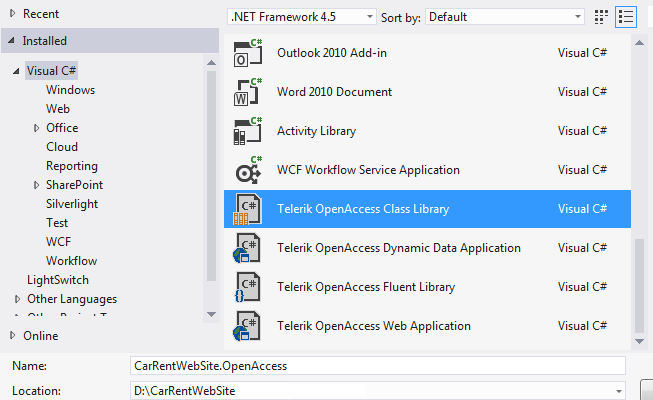 Recent
Installed
Visual C#
Windows
Web
Office
Cloud
Reporting
SharePoint
Silverlight
Test
WCF
Workflow
LightSwitch
Other Languages
Other Project T
Online
.NET Framework 4.5 Sort by: Default
C# Outlook 2010 Add-in Visual C#
C# Word 2010 Document Visual C#
C# Activity Library Visual C#
C# WCF Workflow Service Application Visual C#
C# Telerik OpenAccess Class Library Visual C#
C# Telerik OpenAccess Dynamic Data Application Visual C#
C# Telerik OpenAccess Fluent Library Visual C#
C# Telerik OpenAccess Web Application Visual C#
Name: CarRentWebSite.OpenAccess
Location: D:\CarRentWebSite